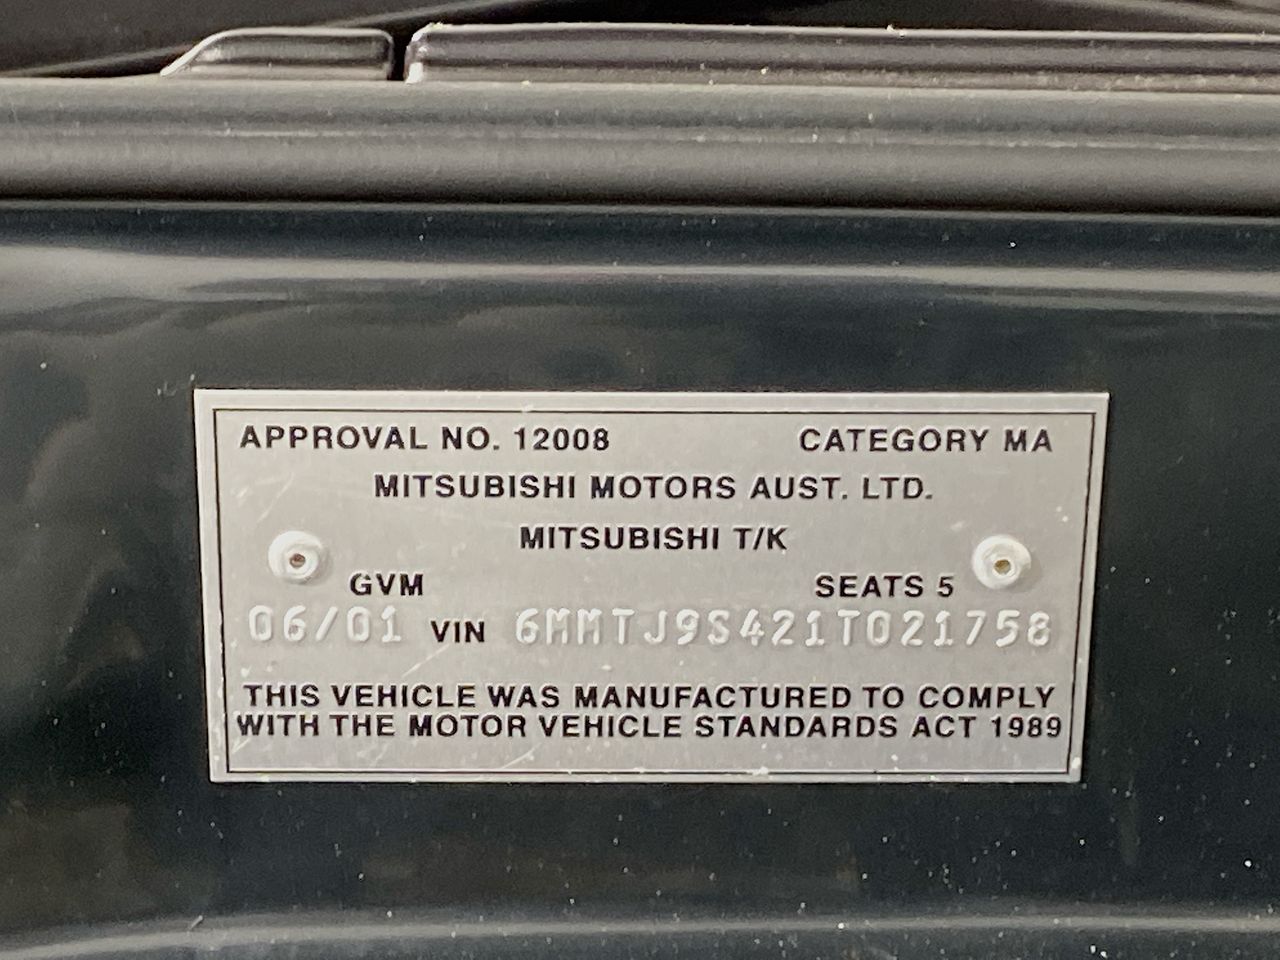 APPROVAL NO. 12008 CATEGORY MA
MITSUBISHI MOTORS AUST. LTD.
MITSUBISHI T/K
GVM SEATS 5
06/01 VIN 6MMTJ9S421T021758
THIS VEHICLE WAS MANUFACTURED TO COMPLY
WITH THE MOTOR VEHICLE STANDARDS ACT 1989